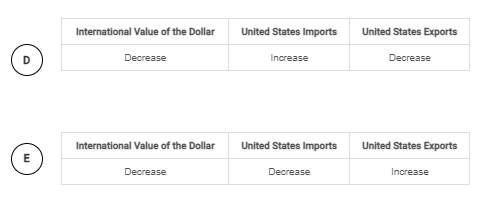 International Value of the Dollar United States Imports United States Exports
D Decrease Increase Decrease
International Value of the Dollar United States Imports United States Exports
E Decrease Decrease Increase